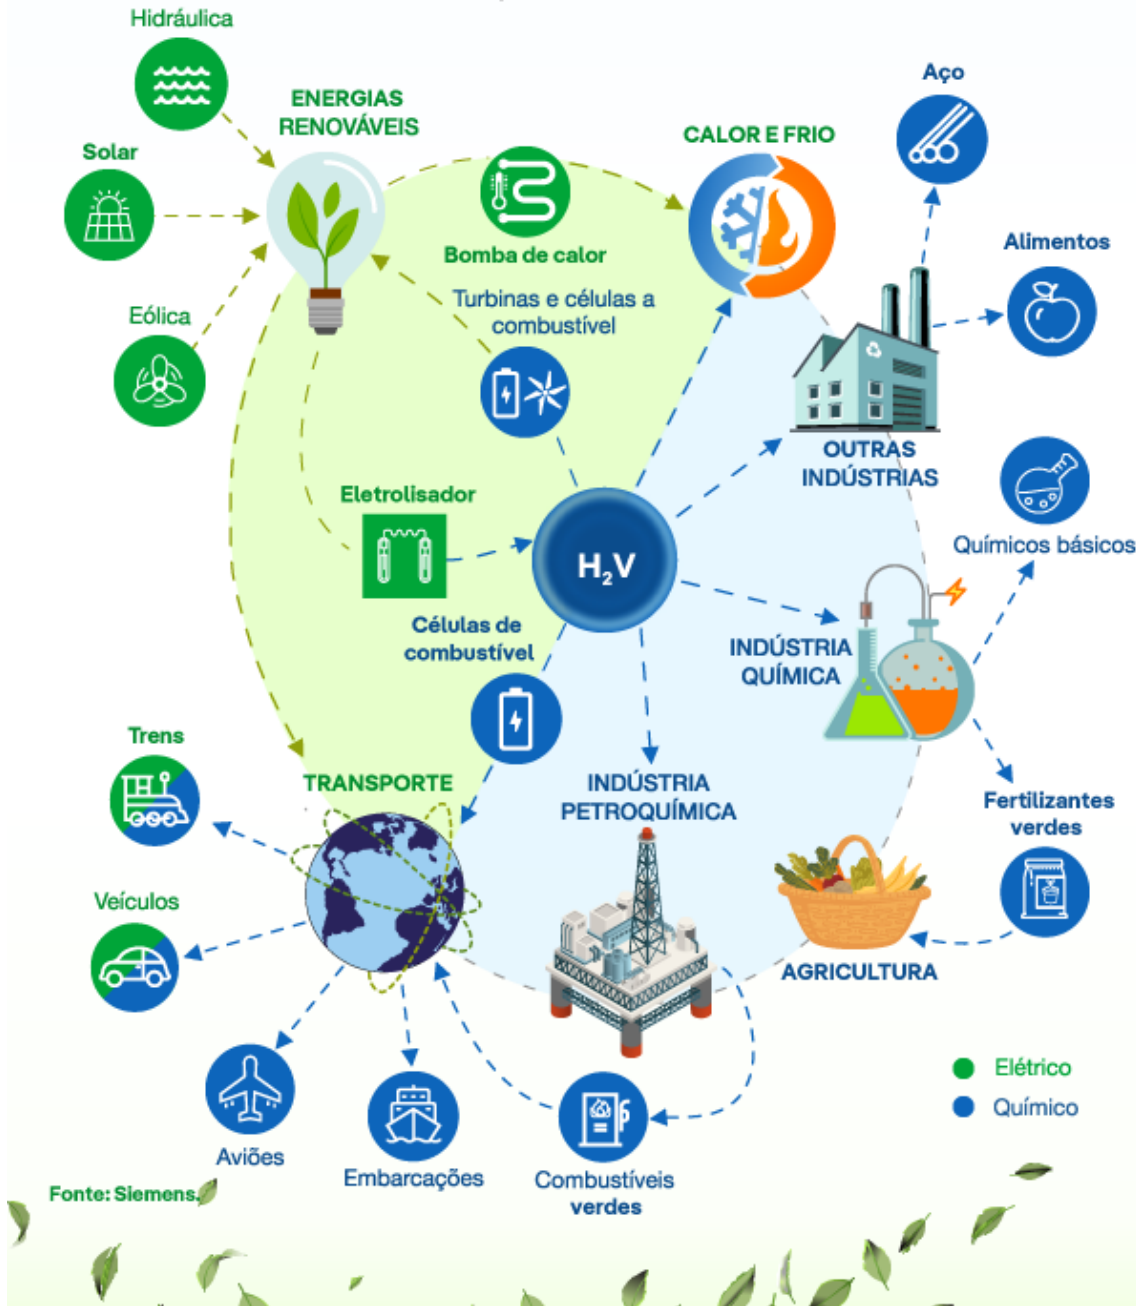 Hidráulica
ENERGIAS
RENOVÁVEIS
Solar
Eólica
Bomba de calor
Turbinas e células a
combustível
CALOR E FRIO
Aço
Alimentos
OUTRAS
INDÚSTRIAS
Eletrolisador
H₂V
Químicos básicos
Células de
combustível
INDÚSTRIA
QUÍMICA
Trens
TRANSPORTE
INDÚSTRIA
PETROQUÍMICA
Fertilizantes
verdes
Veículos
AGRICULTURA
Aviões
Embarcações
Combustíveis
verdes
Elétrico
Químico
Fonte: Siemens.